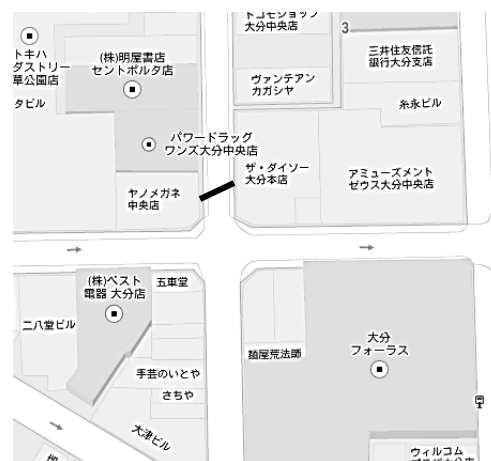 ドコモショップ
大分中央店
3
トキハ
ダストリー
草公園店
タビル
(株)明屋書店
セントポルタ店
三井住友信託
銀行大分支店
ヴァンテアン
カガシヤ
糸永ビル
パワードラッグ
ワンズ大分中央店
ザ・ダイソー
大分本店
アミューズメント
ゼウス大分中央店
ヤノメガネ
中央店
(株)ベスト
電器 大分店
五車堂
二八堂ビル
大分
フォーラス
麺屋荒法師
手芸のいとや
さちや
大津ビル
ウィルコム